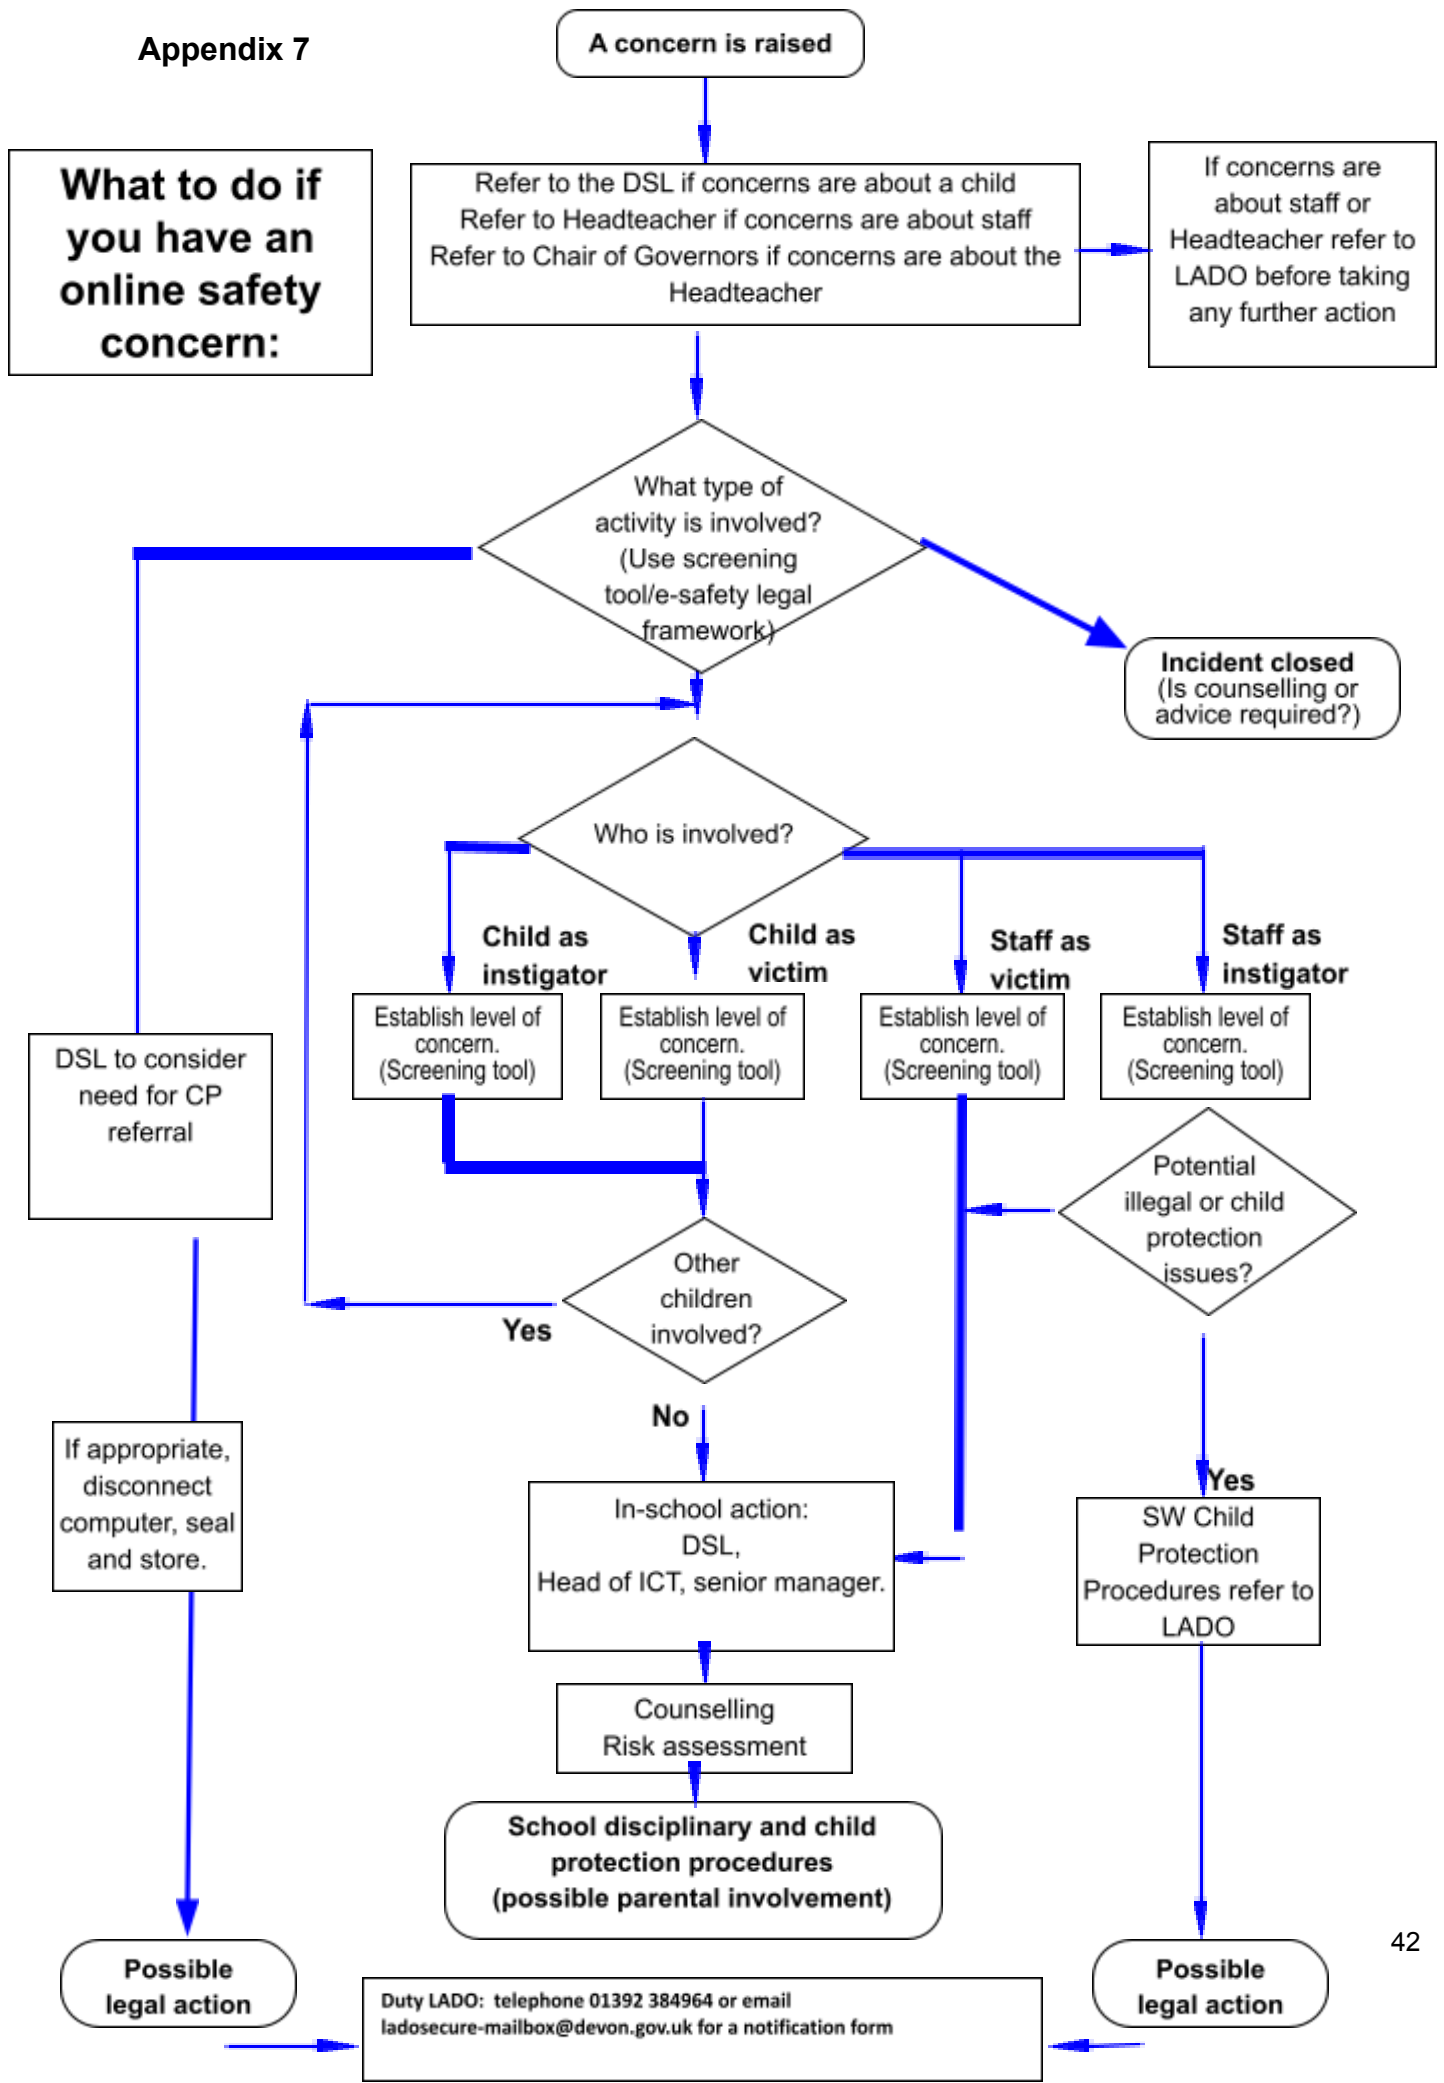 Appendix 7
A concern is raised
What to do if
you have an
online safety
concern:
Refer to the DSL if concerns are about a child
Refer to Headteacher if concerns are about staff
Refer to Chair of Governors if concerns are about the
Headteacher
If concerns are
about staff or
Headteacher refer to
LADO before taking
any further action
What type of
activity is involved?
(Use screening
tool/e-safety legal
framework)
Incident closed
(Is counselling or
advice required?)
Who is involved?
Child as
instigator
Child as
victim
Staff as
victim
Staff as
instigator
Establish level of
concern.
(Screening tool)
Establish level of
concern.
(Screening tool)
Establish level of
concern.
(Screening tool)
Establish level of
concern.
(Screening tool)
DSL to consider
need for CP
referral
Potential
illegal or child
protection
issues?
Other
children
involved?
Yes
No
If appropriate,
disconnect
computer, seal
and store.
In-school action:
DSL,
Head of ICT, senior manager.
Yes
SW Child
Protection
Procedures refer to
LADO
Counselling
Risk assessment
School disciplinary and child
protection procedures
(possible parental involvement)
42
Possible
legal action
Possible
legal action
Duty LADO: telephone 01392 384964 or email
ladosecure-mailbox@devon.gov.uk for a notification form